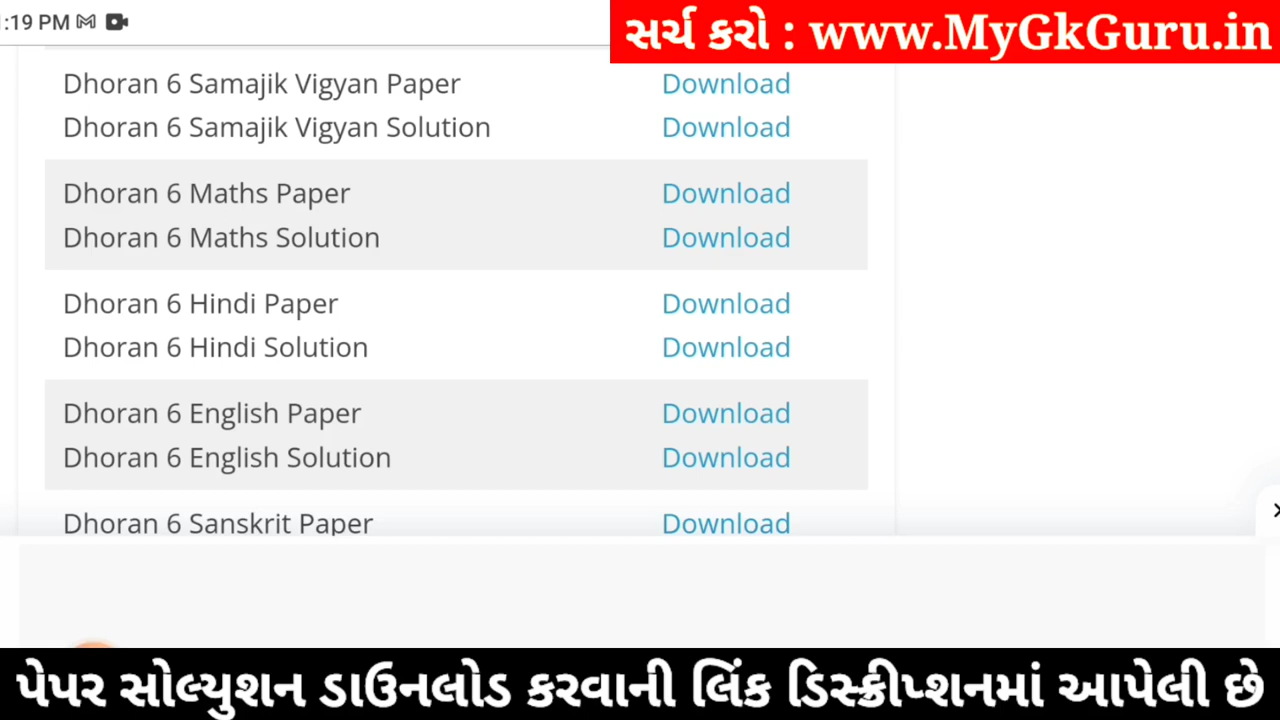 :19 PM
સર્ચ કરો : www.MyGkGuru.in
Dhoran 6 Samajik Vigyan Paper Download
Dhoran 6 Samajik Vigyan Solution Download
Dhoran 6 Maths Paper Download
Dhoran 6 Maths Solution Download
Dhoran 6 Hindi Paper Download
Dhoran 6 Hindi Solution Download
Dhoran 6 English Paper Download
Dhoran 6 English Solution Download
Dhoran 6 Sanskrit Paper Download
પેપર સોલ્યુશન ડાઉનલોડ કરવાની લિંક ડિસ્ક્રીપ્શનમાં આપેલી છે